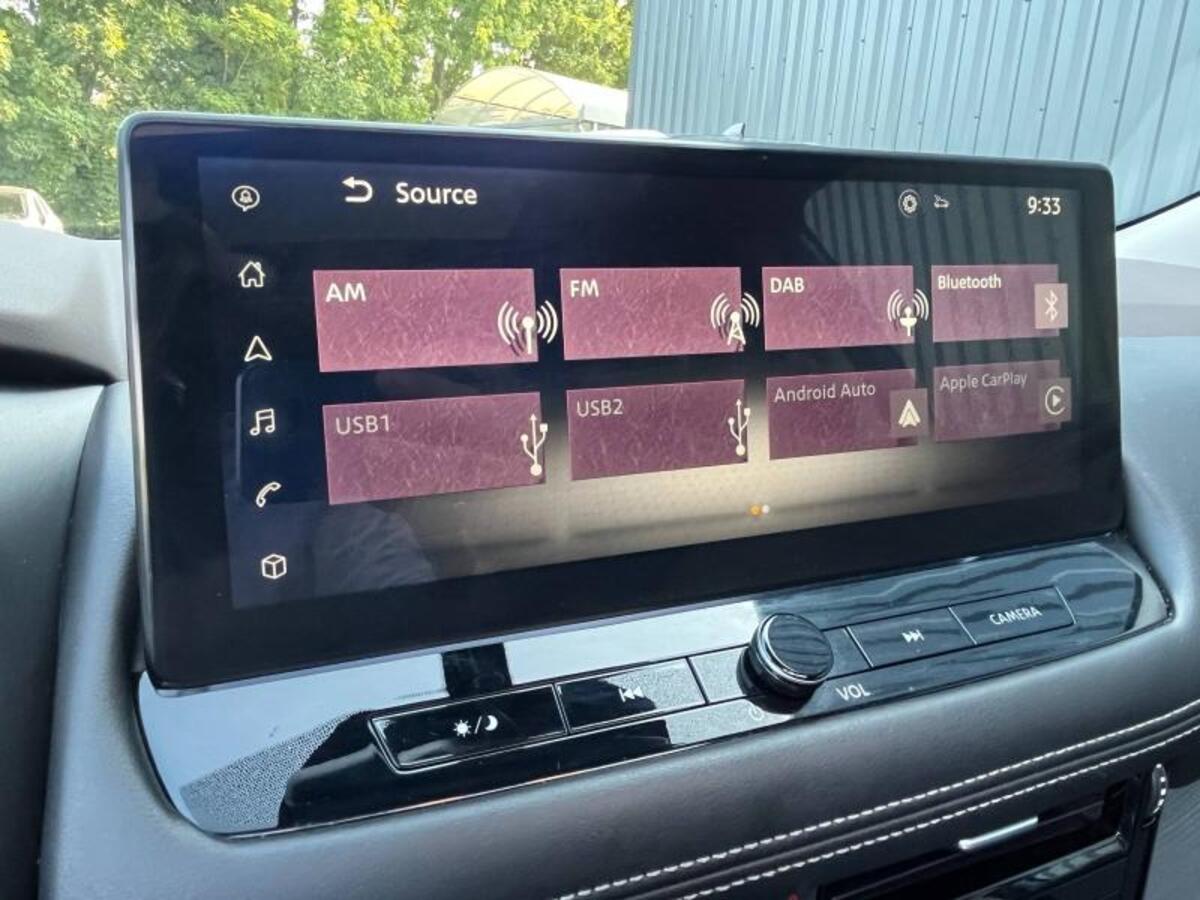 Source
9:33
AM
FM
DAB
Bluetooth
USB1
USB2
Android Auto
Apple CarPlay
CAMERA
VOL